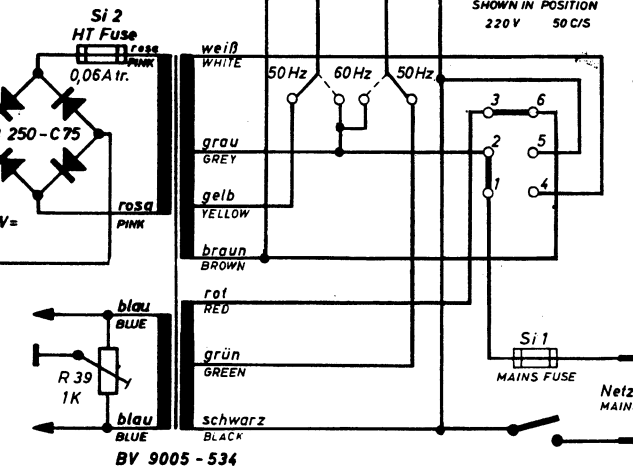 SHOWN IN POSITION
220V 50 C/S
Si 2
HT Fuse
rosa
PINK
0,06A tr.
250-C75
rosa
PINK
V=
weiß
WHITE
50Hz 60Hz 50Hz
grau
GREY
gelb
YELLOW
braun
BROWN
3 6
2 5
1 4
rot
RED
grün
GREEN
schwarz
BLACK
blau
BLUE
R 39
1K
blau
BLUE
Si 1
MAINS FUSE
Netz
MAIN
BV 9005-534